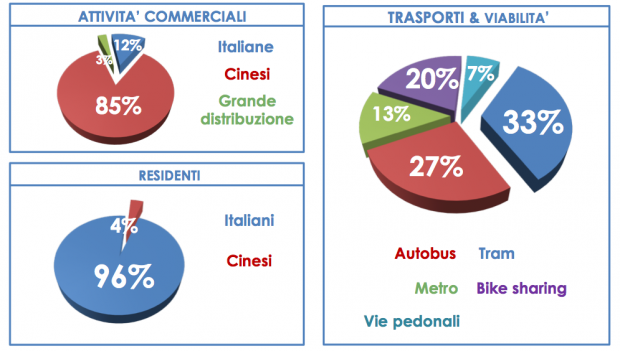 ATTIVITA' COMMERCIALI
12%
3%
85%
Italiane
Cinesi
Grande
distribuzione
RESIDENTI
4%
96%
Italiani
Cinesi
TRASPORTI & VIABILITA'
20%
7%
13%
33%
27%
Autobus Tram
Metro Bike sharing
Vie pedonali